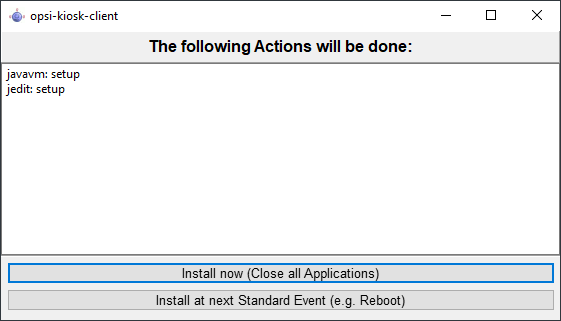 opsi-kiosk-client
The following Actions will be done:
javavm: setup
jedit: setup
Install now (Close all Applications)
Install at next Standard Event (e.g. Reboot)